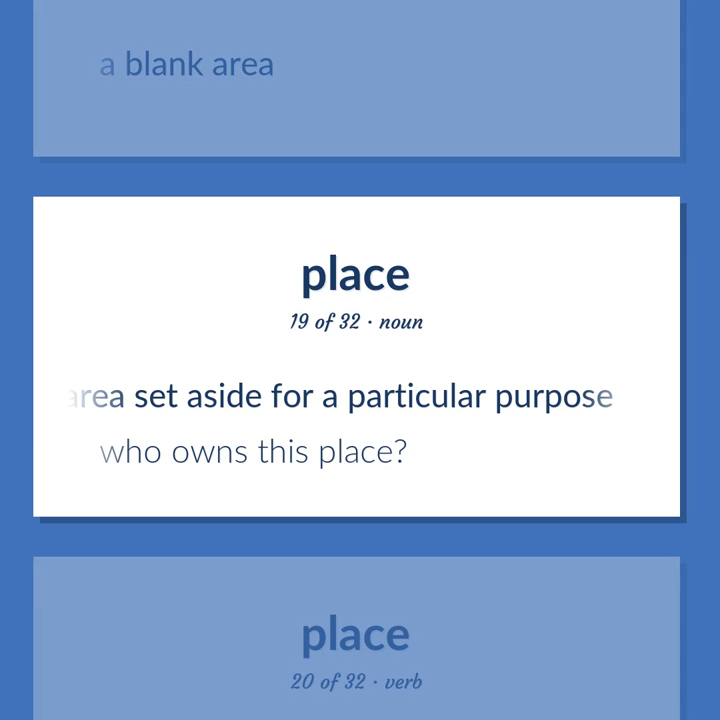 a blank area
place
19 of 32 · noun
area set aside for a particular purpose
who owns this place?
place
20 of 32 · verb